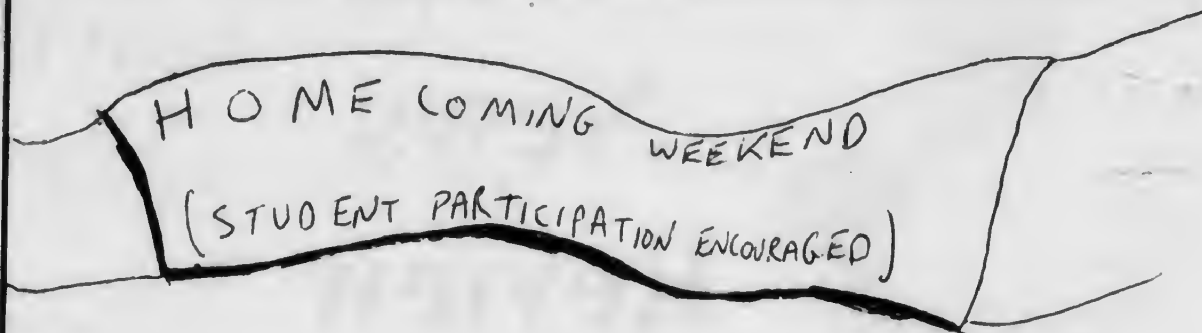 HOME COMING WEEKEND
(STUDENT PARTICIPATION ENCOURAGED)